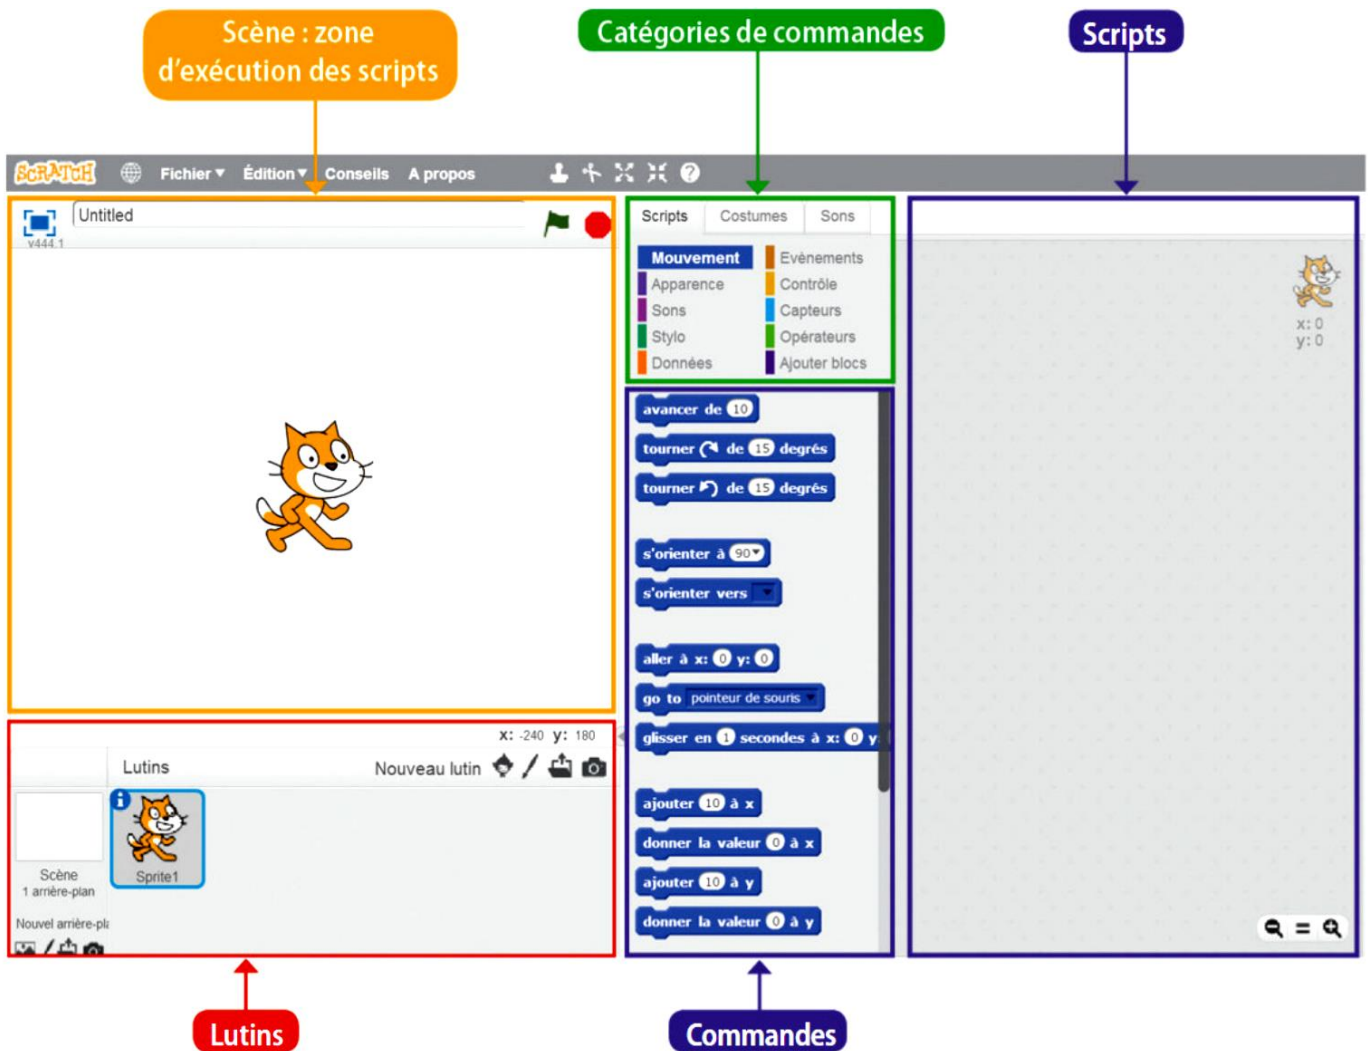 Scène : zone
d'exécution des scripts
Catégories de commandes
Scripts
SCRATCH
Fichier Édition Conseils A propos
Untitled
v444.1
Scripts Costumes Sons
Mouvement Evènements
Apparence Contrôle
Sons Capteurs
Stylo Opérateurs
Données Ajouter blocs
x: 0
y: 0
avancer de 10
tourner de 15 degrés
tourner de 15 degrés
s'orienter à 90
s'orienter vers
aller à x: 0 y: 0
go to pointeur de souris
glisser en 1 secondes à x: 0 y:
ajouter 10 à x
donner la valeur 0 à x
ajouter 10 à y
donner la valeur 0 à y
x: -240 y: 180
Lutins Nouveau lutin
Scène
1 arrière-plan
Sprite1
Nouvel arrière-pla
Lutins
Commandes